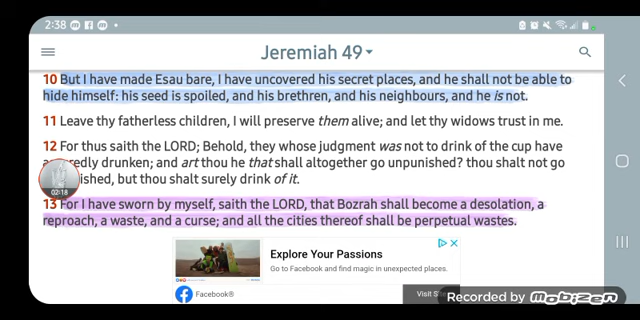 2:38
Jeremiah 49
10 But I have made Esau bare, I have uncovered his secret places, and he shall not be able to
hide himself: his seed is spoiled, and his brethren, and his neighbours, and he is not.
11 Leave thy fatherless children, I will preserve them alive; and let thy widows trust in me.
12 For thus saith the LORD; Behold, they whose judgment was not to drink of the cup have
redly drunken; and art thou he that shall altogether go unpunished? thou shalt not go
ished, but thou shalt surely drink of it.
02:18
13 For I have sworn by myself, saith the LORD, that Bozrah shall become a desolation, a
reproach, a waste, and a curse; and all the cities thereof shall be perpetual wastes.
Explore Your Passions
Go to Facebook and find magic in unexpected places.
Facebook®
Visit Site
Recorded by Mobizen